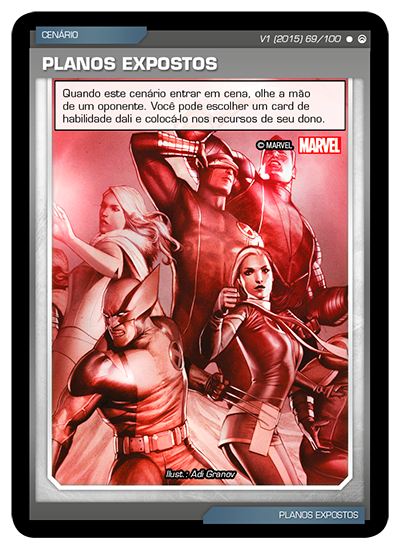 CENÁRIO
V1 (2015) 69/100
PLANOS EXPOSTOS
Quando este cenário entrar em cena, olhe a mão
de um oponente. Você pode escolher um card de
habilidade dali e colocá-lo nos recursos de seu dono.
© MARVEL MARVEL
Ilust.: Adi Granov
PLANOS EXPOSTOS